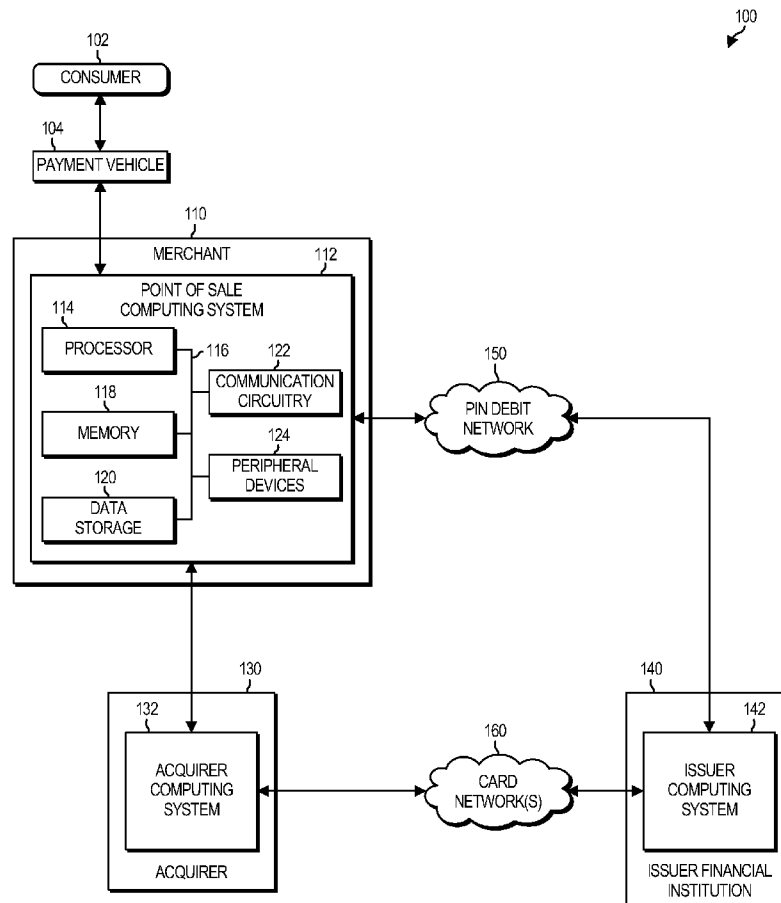 100
102
CONSUMER
104
PAYMENT VEHICLE
110
MERCHANT
112
POINT OF SALE
COMPUTING SYSTEM
114
PROCESSOR
116
122
COMMUNICATION
CIRCUITRY
118
MEMORY
124
PERIPHERAL
DEVICES
120
DATA
STORAGE
150
PIN DEBIT
NETWORK
130
132
ACQUIRER
COMPUTING
SYSTEM
ACQUIRER
160
CARD
NETWORK(S)
140
142
ISSUER
COMPUTING
SYSTEM
ISSUER FINANCIAL
INSTITUTION